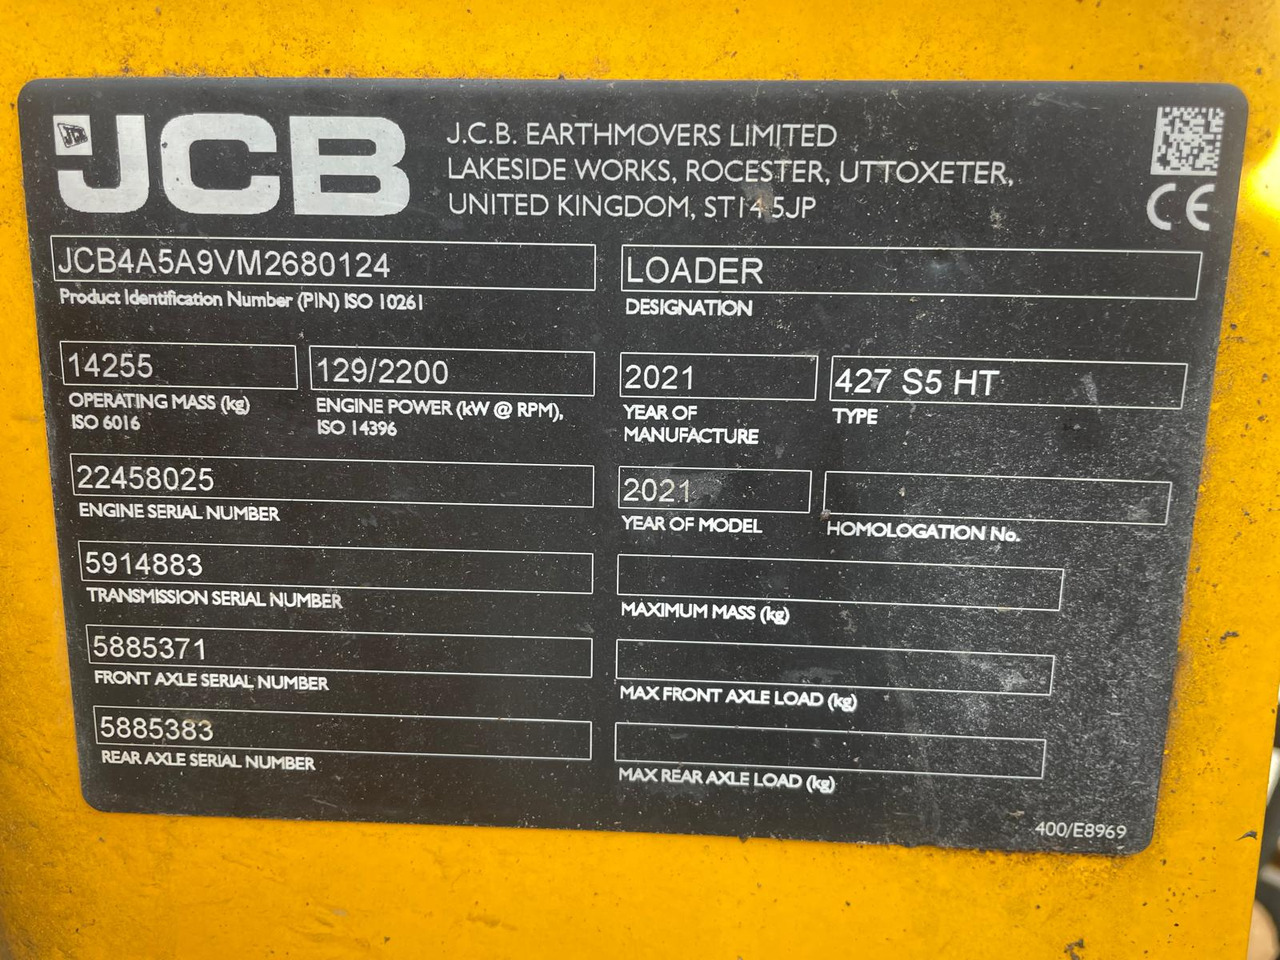 JCB
J.C.B. EARTHMOVERS LIMITED
LAKESIDE WORKS, ROCESTER, UTTOXETER,
UNITED KINGDOM, ST14 5JP
CE
JCB4A5A9VM2680124
Product Identification Number (PIN) ISO 10261
LOADER
DESIGNATION
14255
OPERATING MASS (kg)
ISO 6016
129/2200
ENGINE POWER (kW @ RPM),
ISO 14396
2021
YEAR OF
MANUFACTURE
427 S5 HT
TYPE
22458025
ENGINE SERIAL NUMBER
2021
YEAR OF MODEL
HOMOLOGATION No.
5914883
TRANSMISSION SERIAL NUMBER
MAXIMUM MASS (kg)
5885371
FRONT AXLE SERIAL NUMBER
MAX FRONT AXLE LOAD (kg)
5885383
REAR AXLE SERIAL NUMBER
MAX REAR AXLE LOAD (kg)
400/E8969